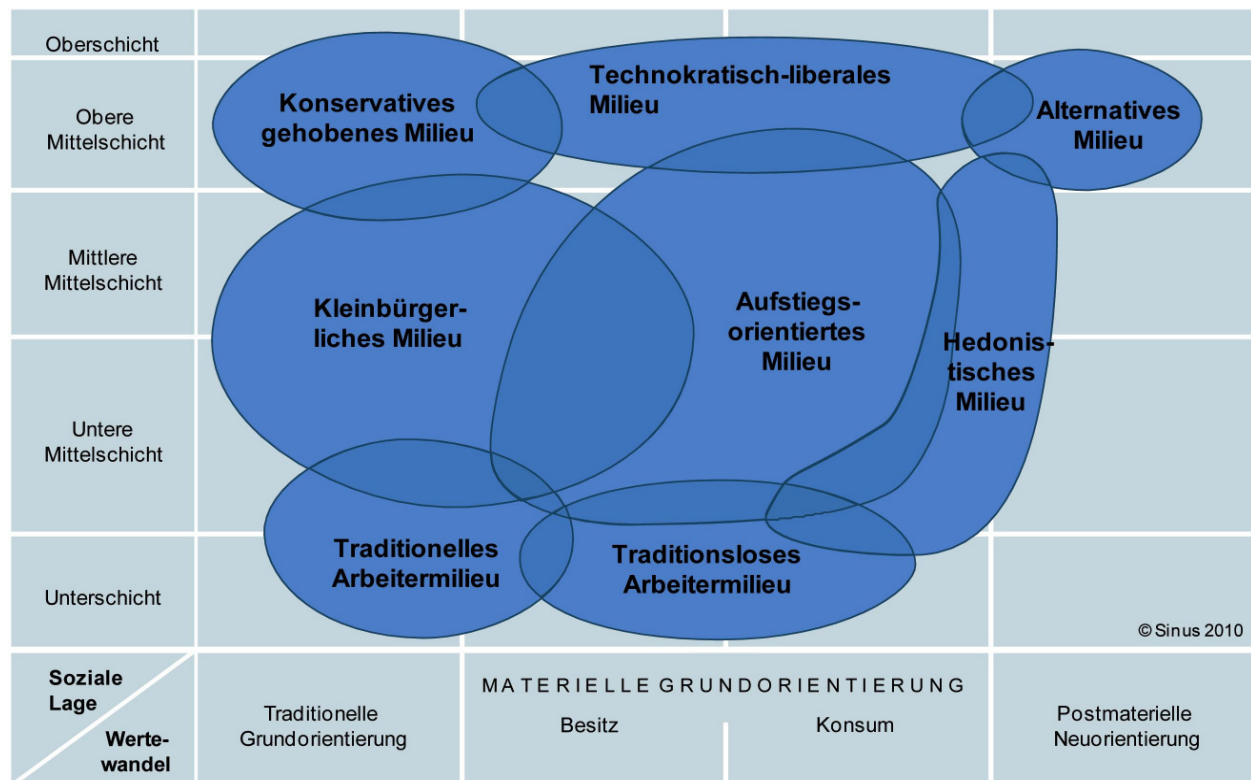 Oberschicht
Obere
Mittelschicht
Mittlere
Mittelschicht
Untere
Mittelschicht
Unterschicht
Konservatives
gehobenes Milieu
Technokratisch-liberales
Milieu
Alternatives
Milieu
Kleinbürger-
liches Milieu
Aufstiegs-
orientiertes
Milieu
Hedonis-
tisches
Milieu
Traditionelles
Arbeitermilieu
Traditionsloses
Arbeitermilieu
© Sinus 2010
Soziale
Lage
Werte-
wandel
Traditionelle
Grundorientierung
MATERIELLE GRUNDORIENTIERUNG
Besitz
Konsum
Postmaterielle
Neuorientierung